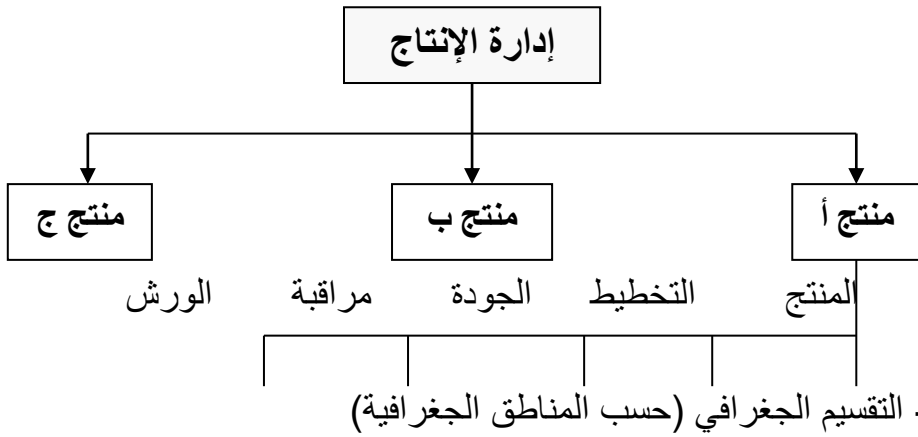 إدارة الإنتاج
منتج أ منتج ب منتج ج
المنتج التخطيط الجودة مراقبة الورش
- التقسيم الجغرافي (حسب المناطق الجغرافية)